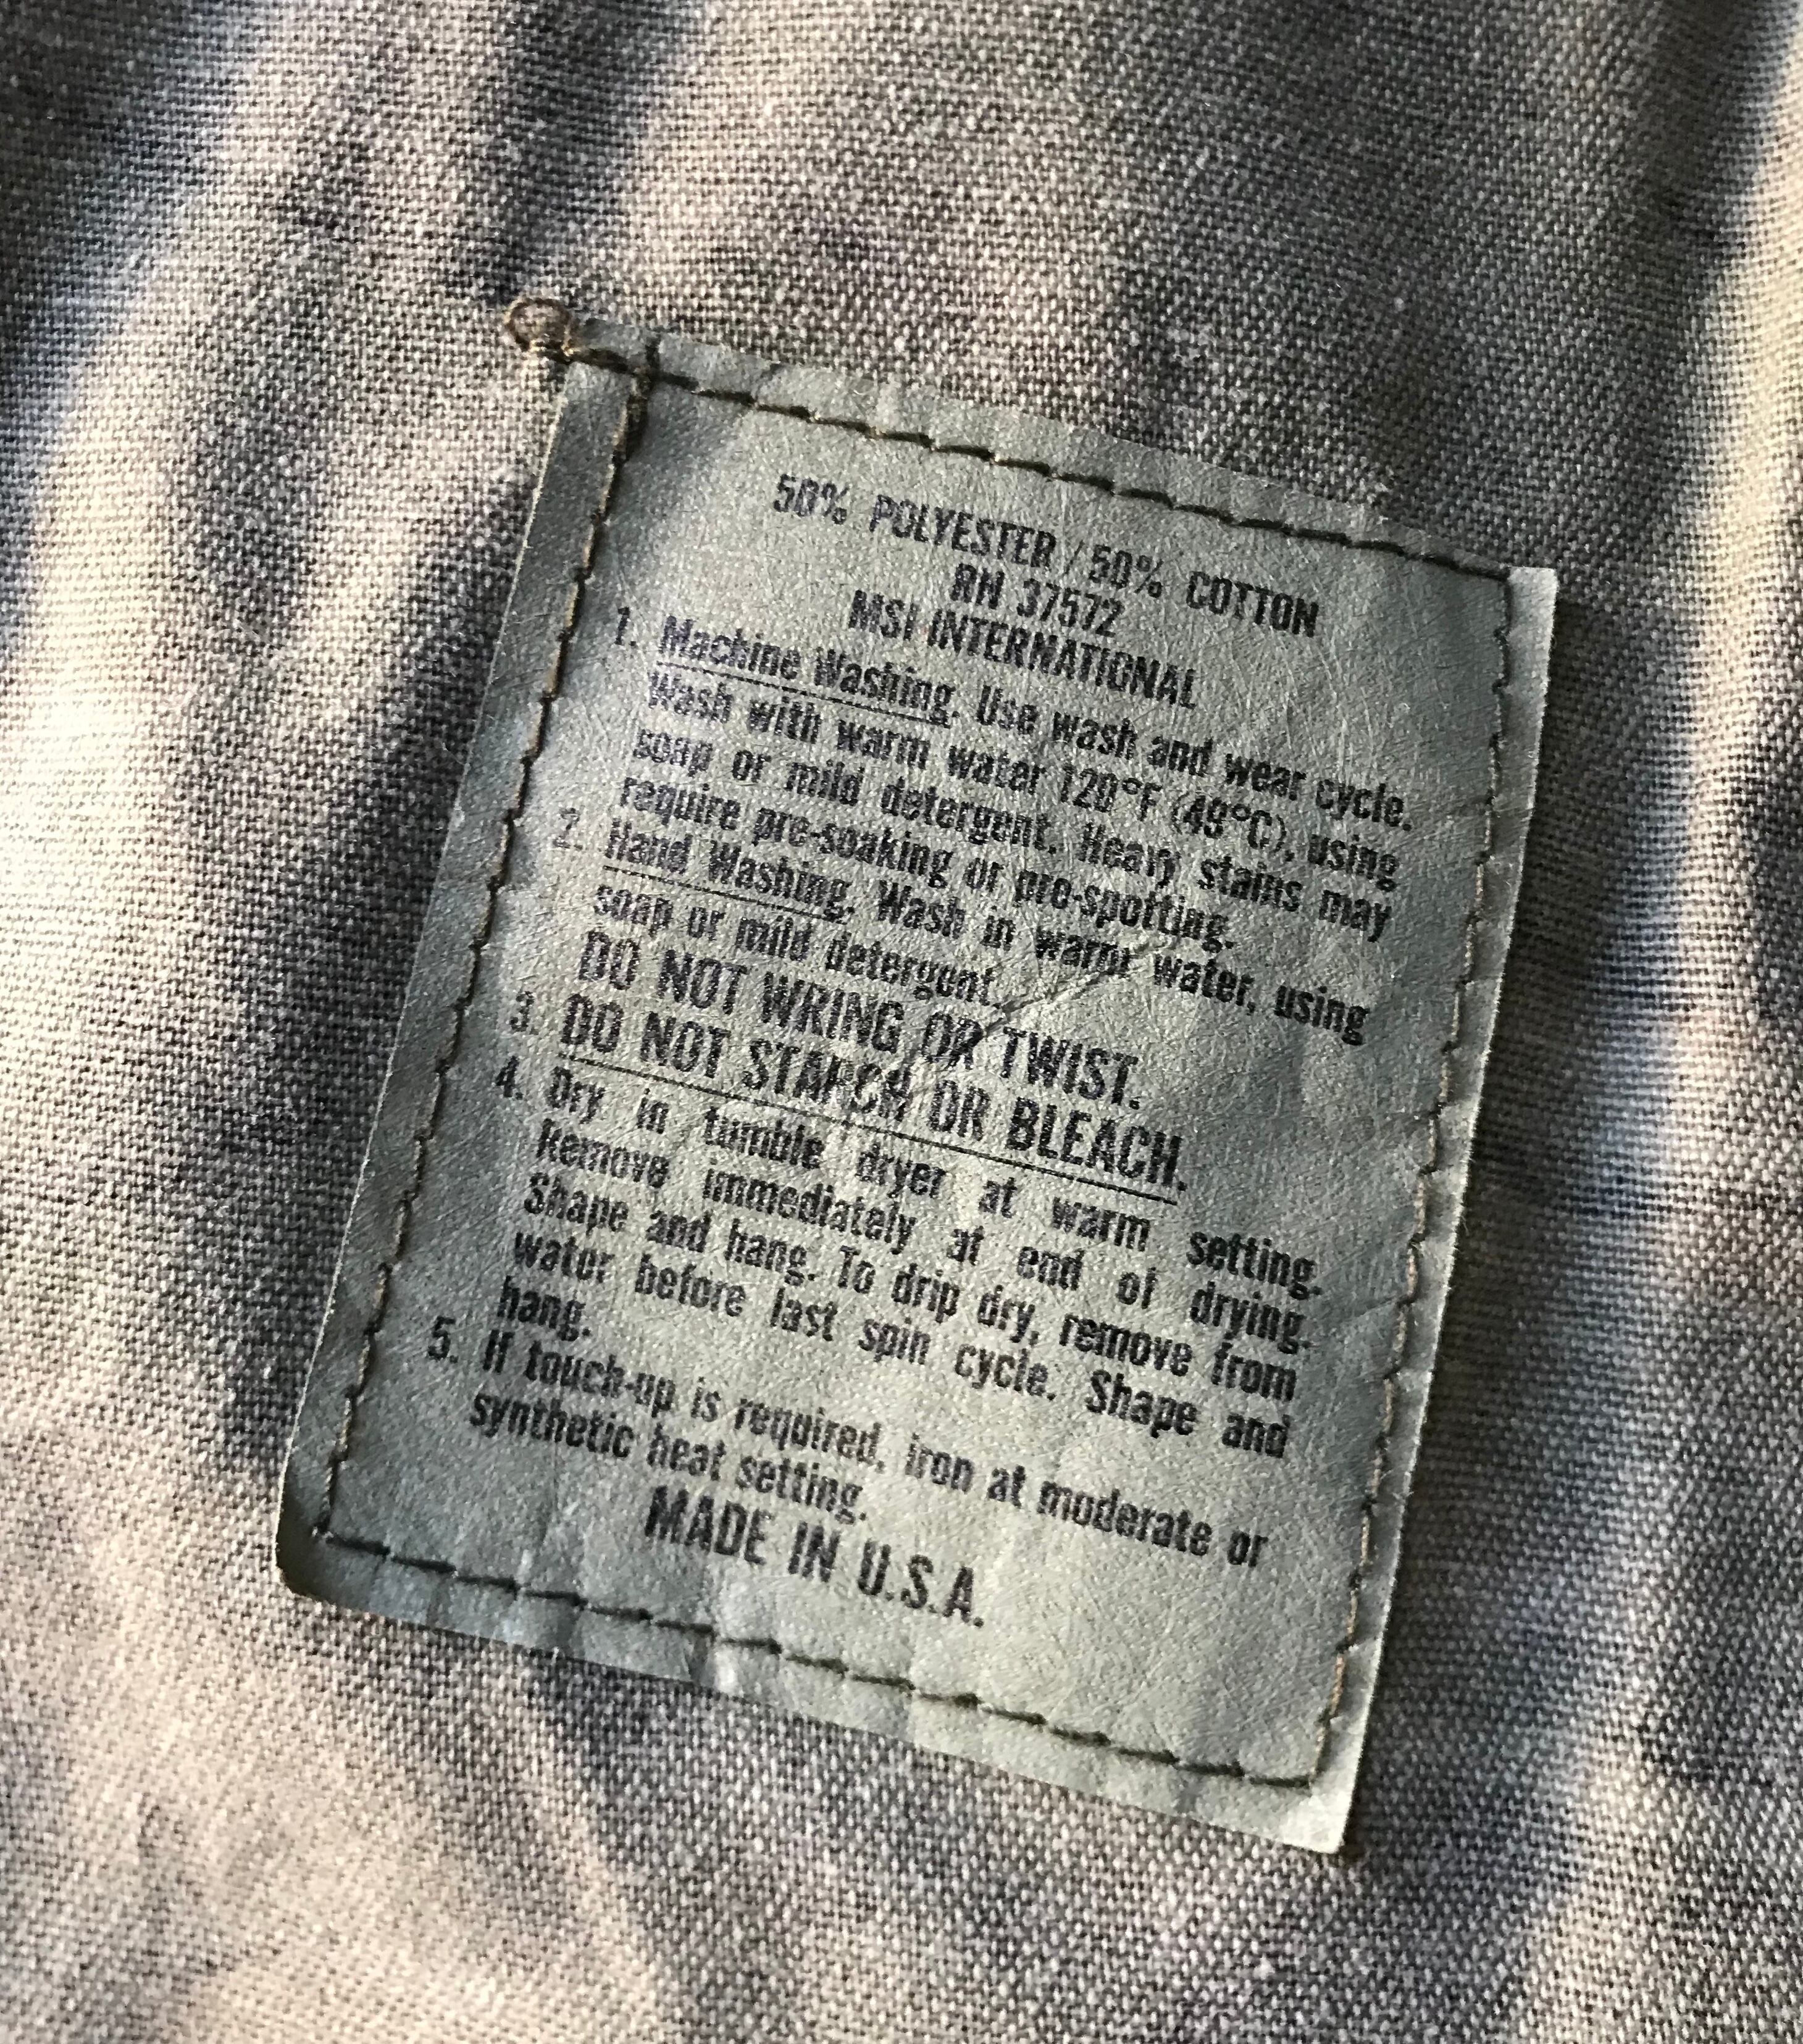 50% POLYESTER / 50% COTTON
RN 37572
MSI INTERNATIONAL
1. Machine Washing. Use wash and wear cycle.
Wash with warm water 120°F (49°C), using
soap or mild detergent. Heavy stains may
require pre-soaking or pre-spotting.
2. Hand Washing. Wash in warm water, using
soap or mild detergent.
DO NOT WRING OR TWIST.
3. DO NOT STARCH OR BLEACH.
4. Dry in tumble dryer at warm setting.
Remove immediately at end of drying.
Shape and hang. To drip dry, remove from
water before last spin cycle. Shape and
hang.
5. If touch-up is required, iron at moderate or
synthetic heat setting.
MADE IN U.S.A.